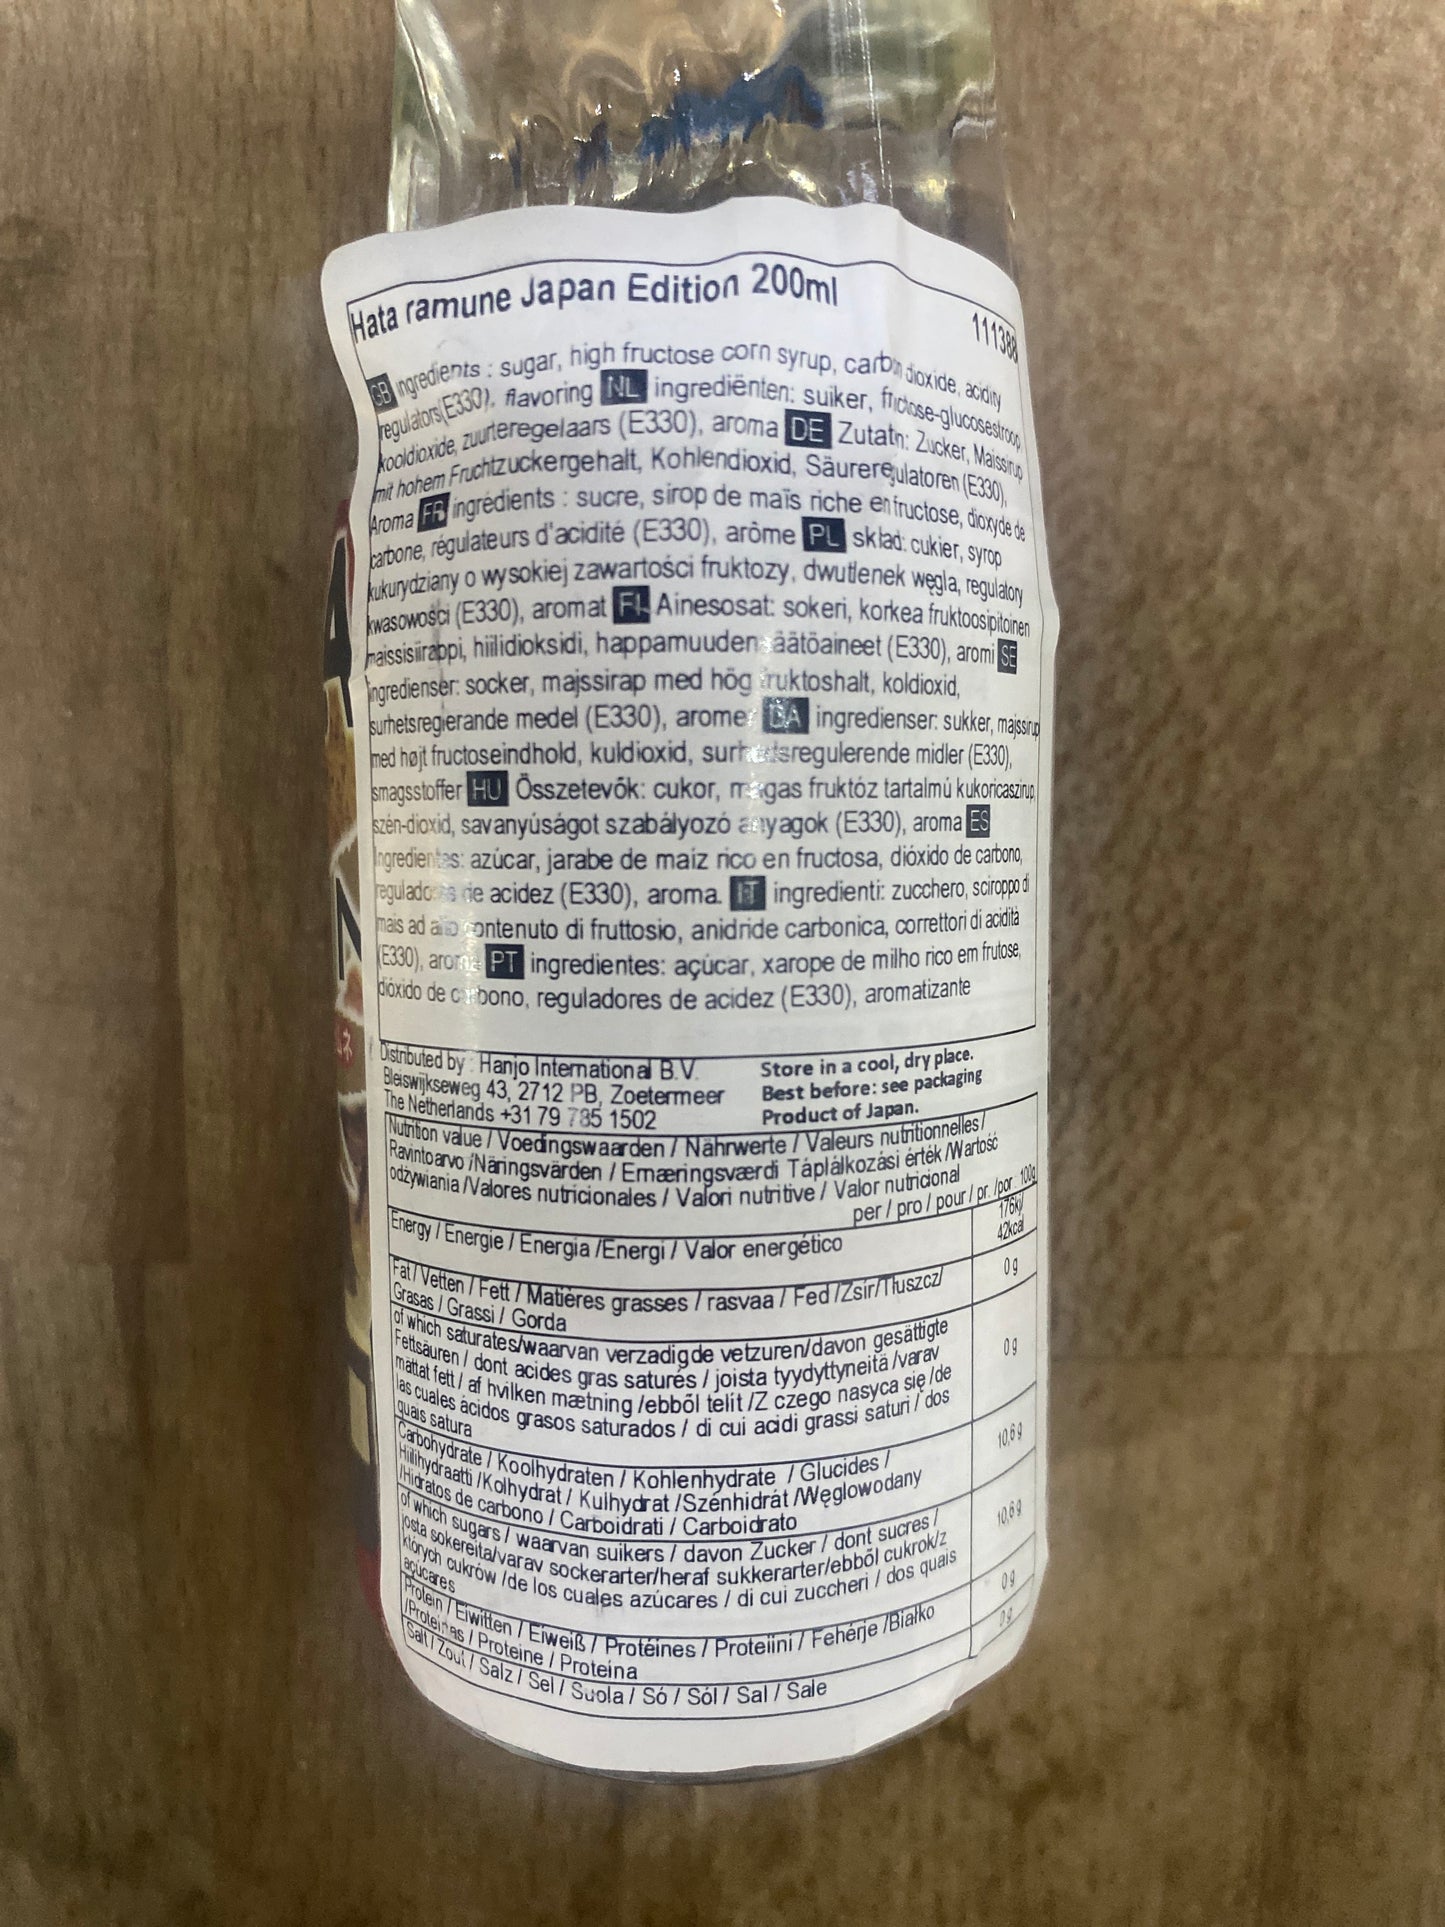 Hata ramune Japan Edition 200ml
111388
GB ingredients : sugar, high fructose corn syrup, carbon dioxide, acidity
regulators(E330), flavoring NL ingrediënten: suiker, fructose-glucosestroop,
kooldioxide, zuurteregelaars (E330), aroma DE Zutatn: Zucker, Maissirup
mit hohem Fruchtzuckergehalt, Kohlendioxid, Säureregulatoren (E330),
Aroma FR ingrédients : sucre, sirop de maïs riche en fructose, dioxyde de
carbone, régulateurs d'acidité (E330), arôme PL skład: cukier, syrop
kukurydziany o wysokiej zawartości fruktozy, dwutlenek węgla, regulatory
kwasowości (E330), aromat FI Ainesosat: sokeri, korkea fruktoosipitoinen
maissisiirappi, hiilidioksidi, happamuudensäätöaineet (E330), aromi SE
ingredienser: socker, majssirap med hög fruktoshalt, koldioxid,
surhetsregierande medel (E330), aromer DA ingredienser: sukker, majssirup
med højt fructoseindhold, kuldioxid, surhedsregulerende midler (E330),
smagsstoffer HU Összetevők: cukor, magas fruktóz tartalmú kukoricaszirup,
szén-dioxid, savanyúságot szabályozó anyagok (E330), aroma ES
Ingredientes: azúcar, jarabe de maíz rico en fructosa, dióxido de carbono,
reguladores de acidez (E330), aroma. IT ingredienti: zucchero, sciroppo di
mais ad alto contenuto di fruttosio, anidride carbonica, correttori di acidità
(E330), aroma PT ingredientes: açúcar, xarope de milho rico em frutose,
dióxido de carbono, reguladores de acidez (E330), aromatizante
Distributed by : Hanjo International B.V.
Bleiswijkseweg 43, 2712 PB, Zoetermeer
The Netherlands +31 79 785 1502
Store in a cool, dry place.
Best before: see packaging
Product of Japan.
Nutrition value / Voedingswaarden / Nährwerte / Valeurs nutritionnelles /
Ravintoarvo /Näringsvärden / Ernæringsværdi Táplálkozási érték /Wartość
odżywiania /Valores nutricionales / Valori nutritive / Valor nutricional
per / pro / pour / pr. /por : 100g
Energy / Energie / Energia /Energi / Valor energético
176kj/
42kcal
Fat / Vetten / Fett / Matières grasses / rasvaa / Fed /Zsír/Tłuszcz/
Grasas / Grassi / Gorda
0 g
of which saturates/waarvan verzadigde vetzuren/davon gesättigte
Fettsäuren / dont acides gras saturés / joista tyydyttyneitä /varav
mättat fett / af hvilken mætning /ebből telít /Z czego nasyca się /de
las cuales ácidos grasos saturados / di cui acidi grassi saturi / dos
quais satura
0 g
Carbohydrate / Koolhydraten / Kohlenhydrate / Glucides /
Hiilihydraatti /Kolhydrat / Kulhydrat /Szénhidrát /Węglowodany
/Hidratos de carbono / Carboidrati / Carboidrato
10,6 g
of which sugars / waarvan suikers / davon Zucker / dont sucres /
josta sokereita/varav sockerarter/heraf sukkerarter/ebből cukrok/z
których cukrów /de los cuales azúcares / di cui zuccheri / dos quais
açúcares
10,6 g
Protein / Eiwitten / Eiweiß / Protéines / Proteiini / Fehérje /Białko
/Proteínas / Proteine / Proteína
0 g
Salt / Zout / Salz / Sel / Suola / Só / Sól / Sal / Sale
0 g